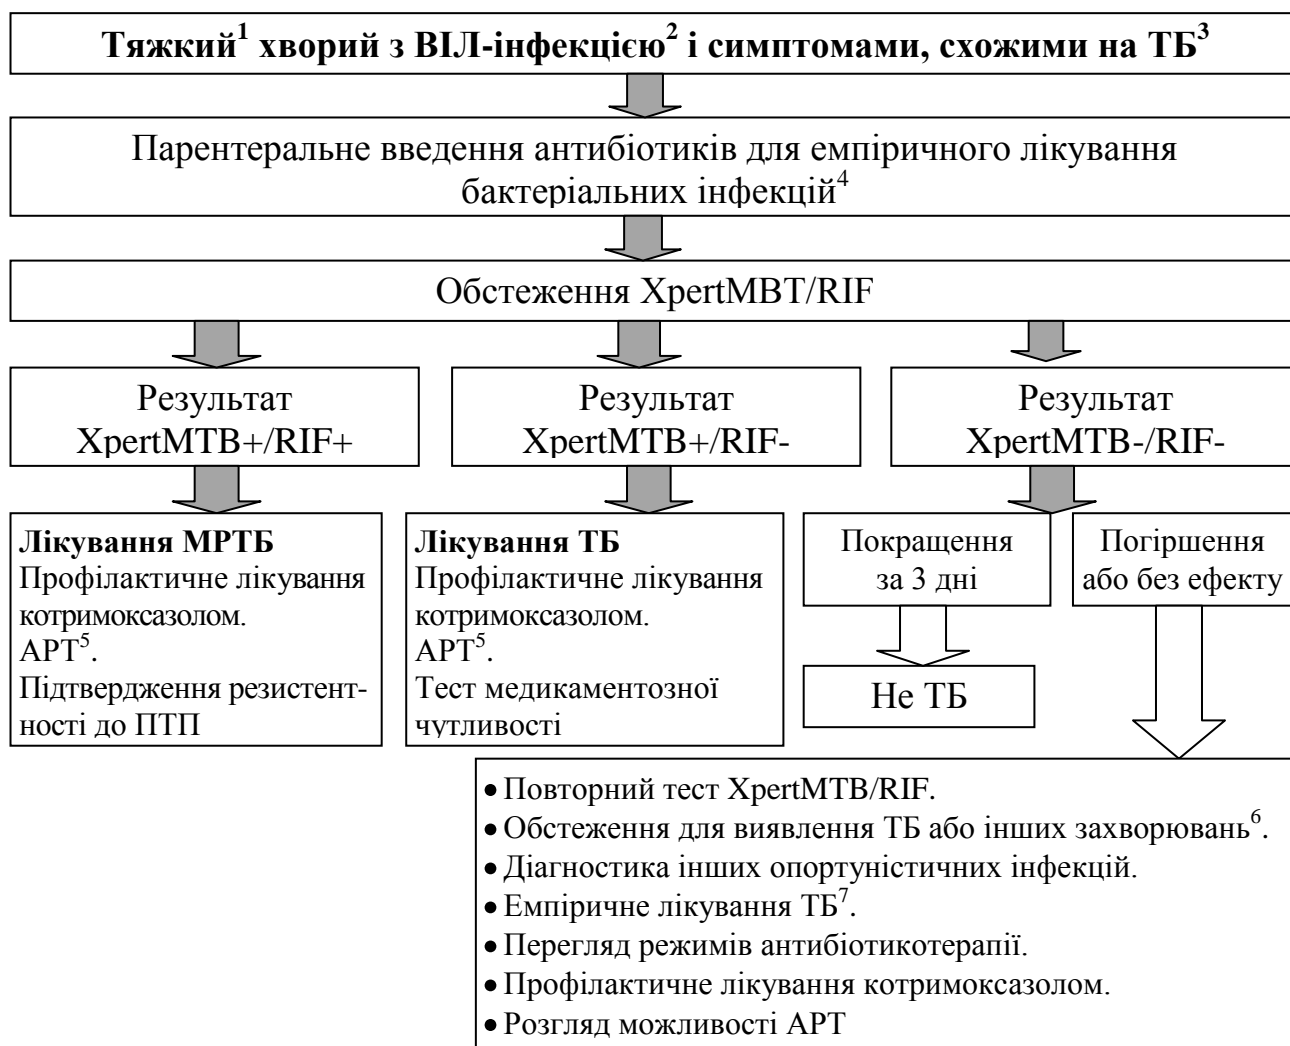 Тяжкий¹ хворий з ВІЛ-інфекцією² і симптомами, схожими на ТБ³
Парентеральне введення антибіотиків для емпіричного лікування
бактеріальних інфекцій⁴
Обстеження XpertMBT/RIF
Результат
XpertMTB+/RIF+
Результат
XpertMTB+/RIF-
Результат
XpertMTB-/RIF-
Лікування МРТБ
Профілактичне лікування
котримоксазолом.
АРТ⁵.
Підтвердження резистент-
ності до ПТП
Лікування ТБ
Профілактичне лікування
котримоксазолом.
АРТ⁵.
Тест медикаментозної
чутливості
Покращення
за 3 дні
Не ТБ
Погіршення
або без ефекту
• Повторний тест XpertMTB/RIF.
• Обстеження для виявлення ТБ або інших захворювань⁶.
• Діагностика інших опортуністичних інфекцій.
• Емпіричне лікування ТБ⁷.
• Перегляд режимів антибіотикотерапії.
• Профілактичне лікування котримоксазолом.
• Розгляд можливості АРТ